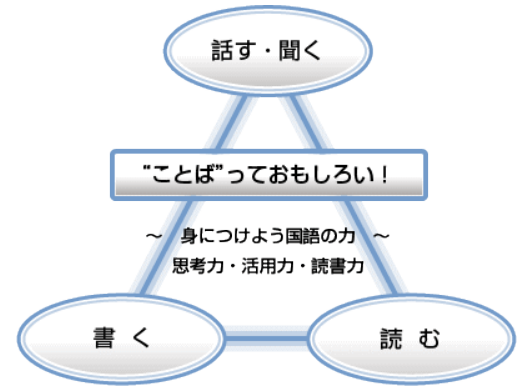 話す・聞く
“ことば”っておもしろい！
～ 身につけよう国語の力 ～
思考力・活用力・読書力
書 く
読 む